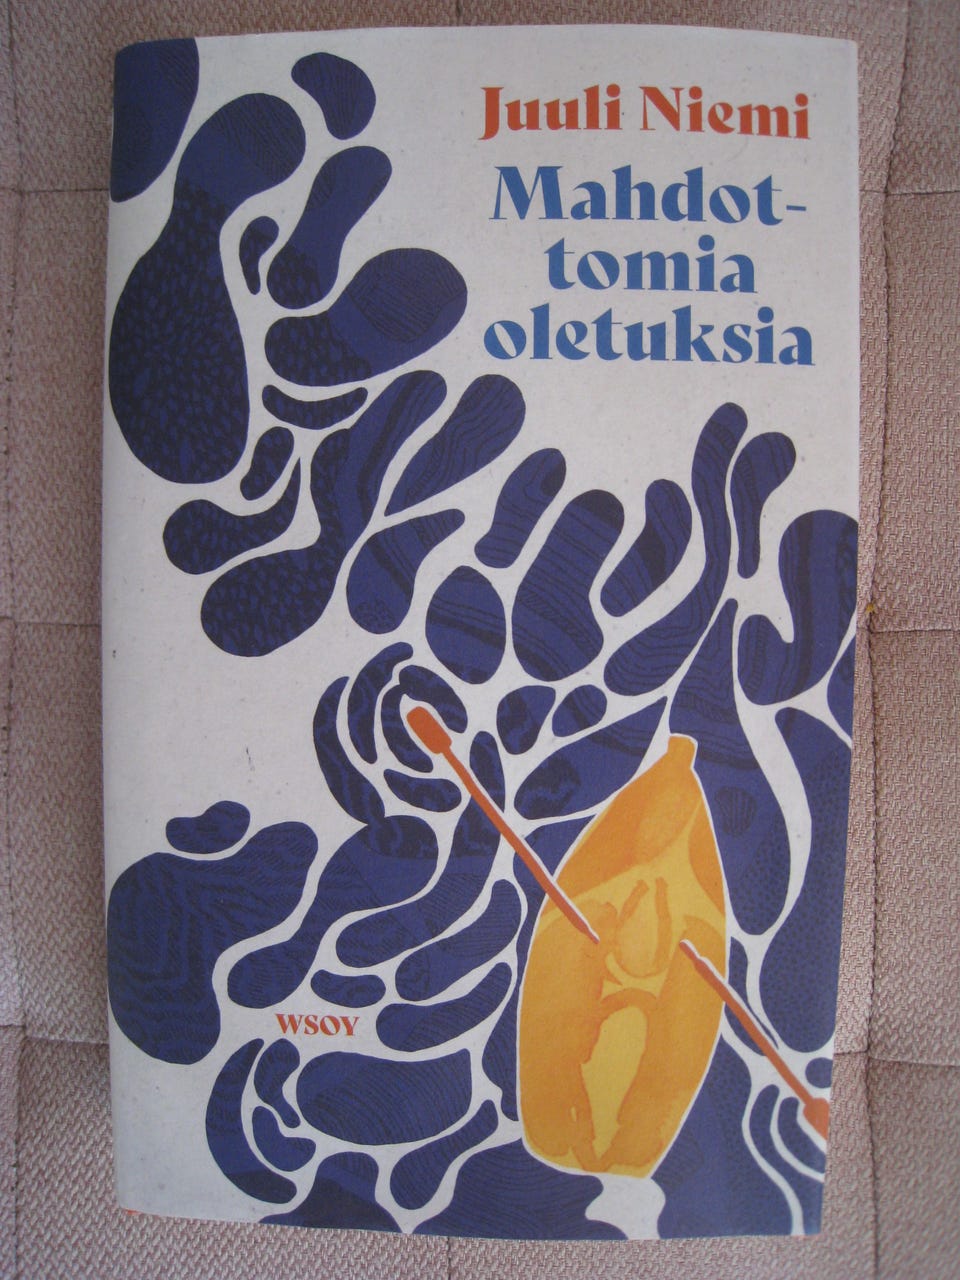 Juuli Niemi
Mahdot-
tomia
oletuksia
WSOY